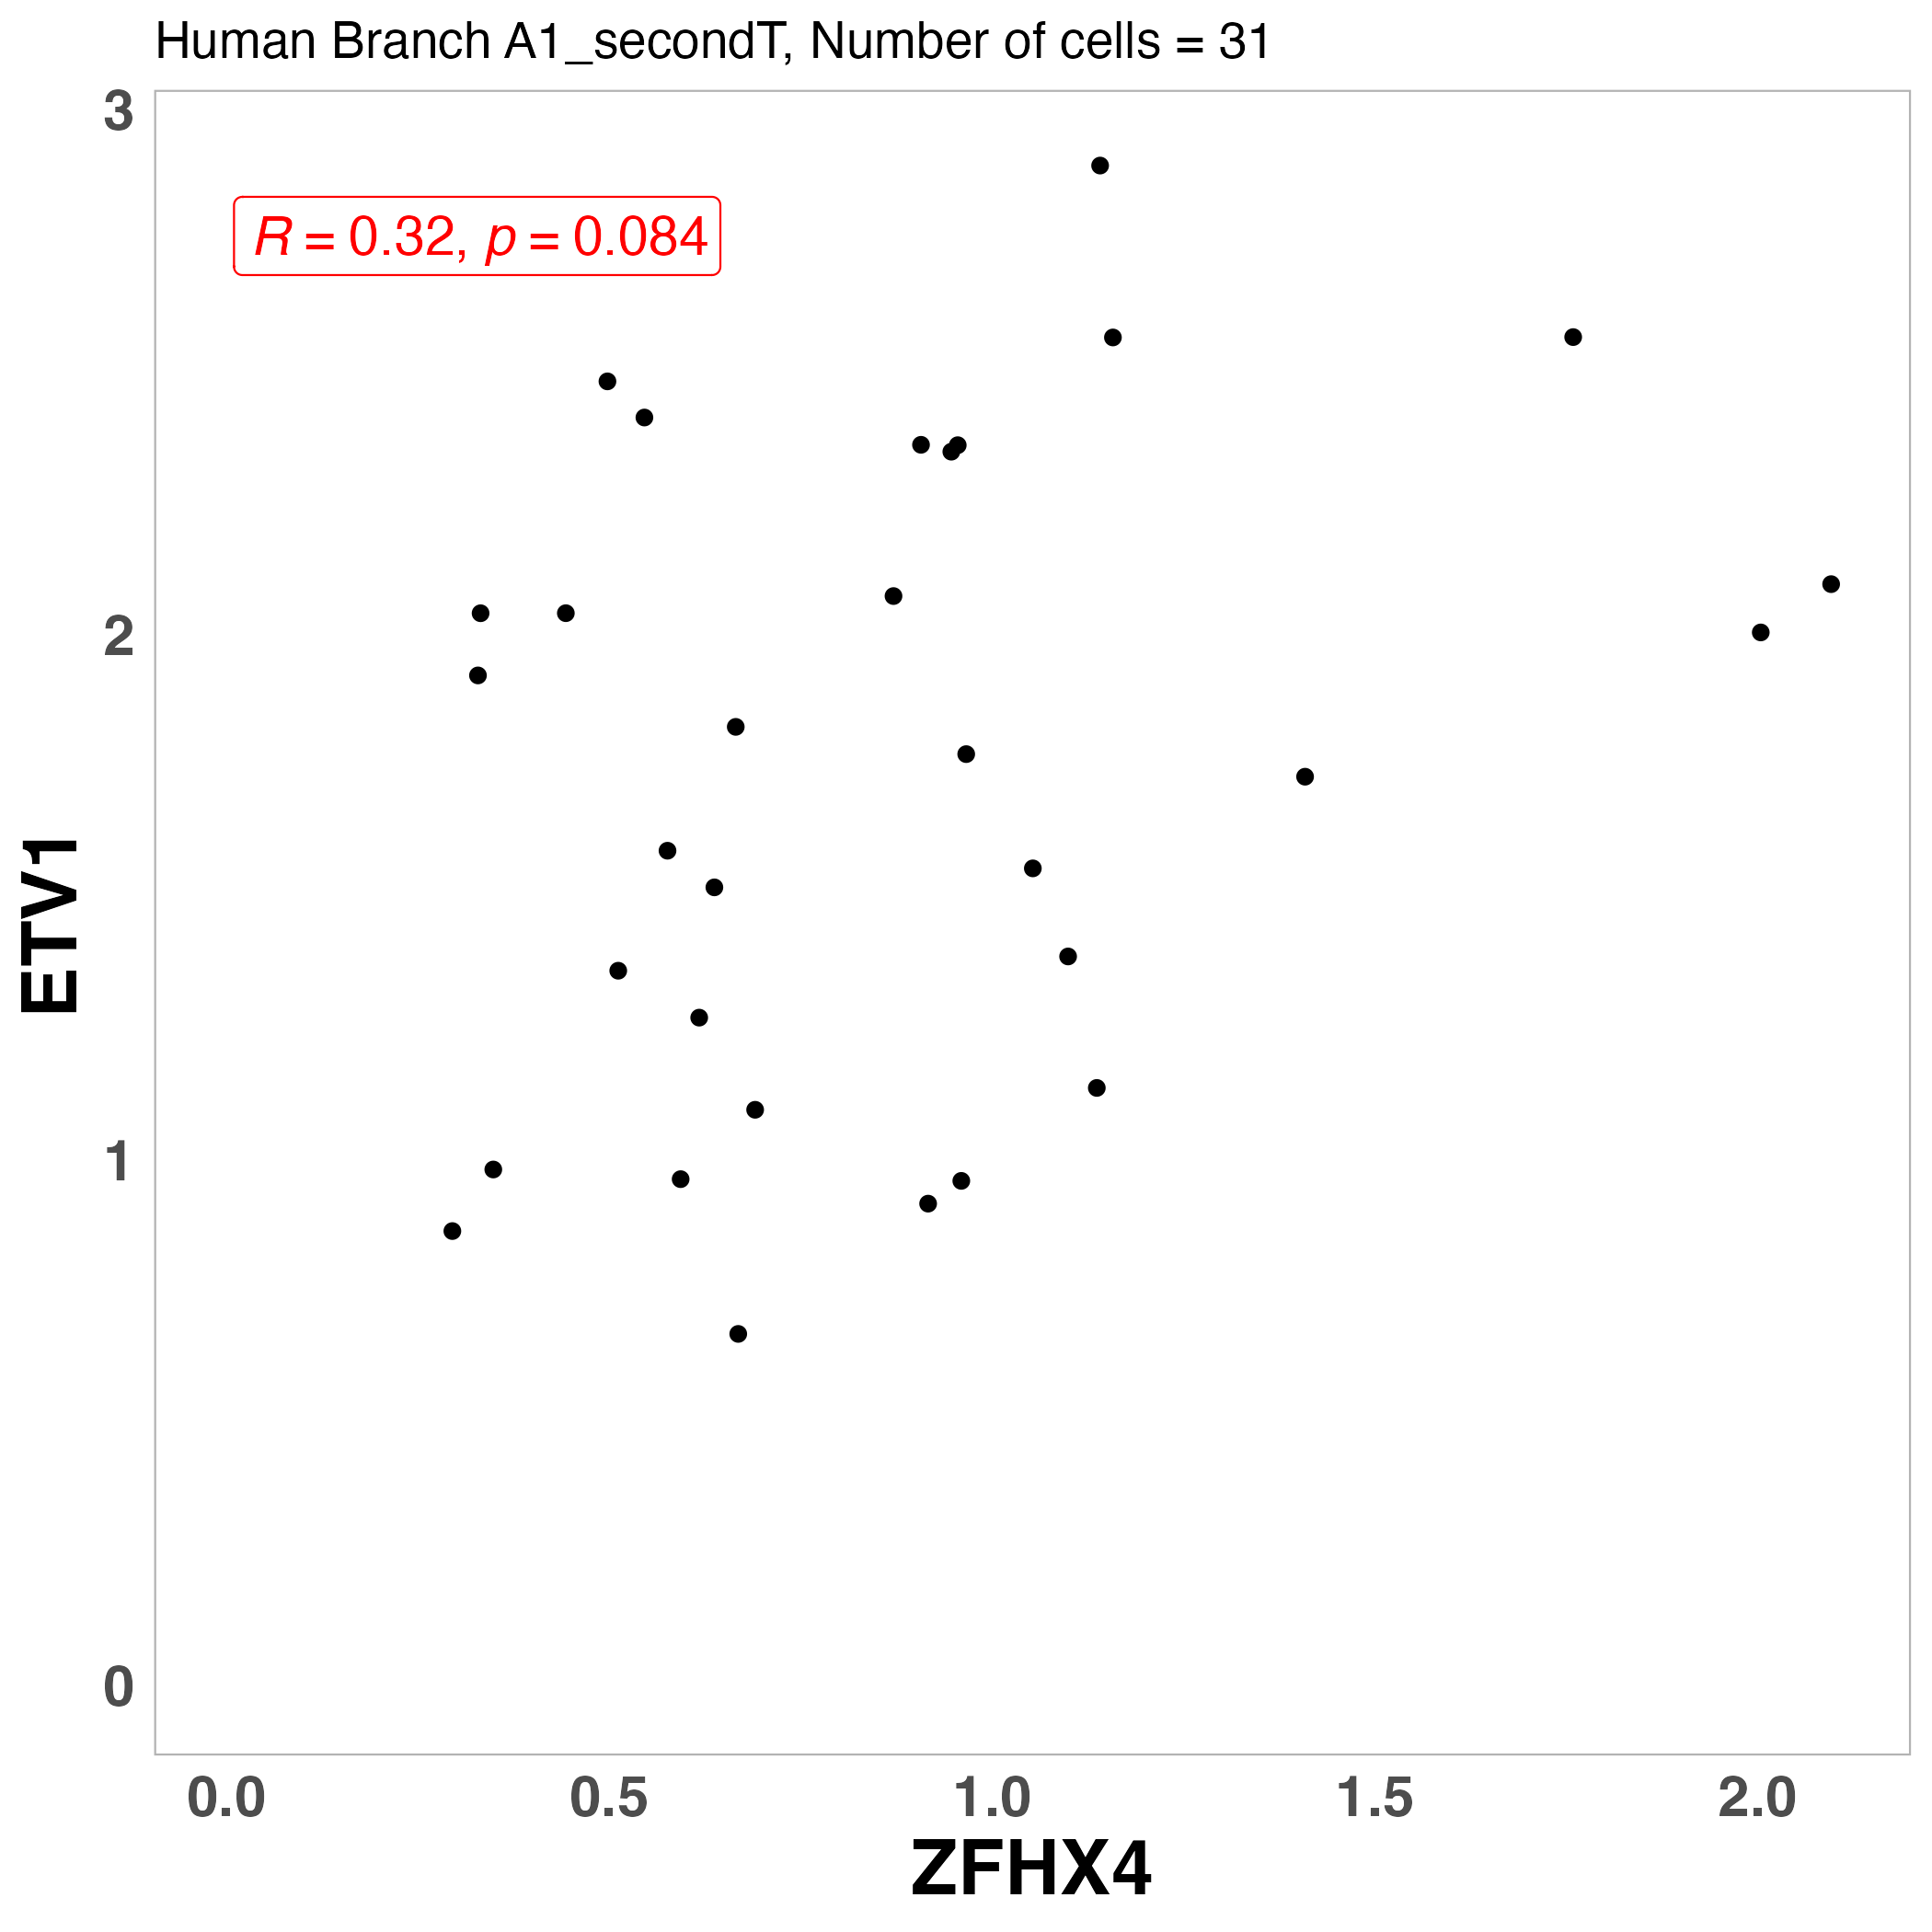 Human Branch A1_secondT, Number of cells = 31
3
R = 0.32, p = 0.084
2
ETV1
1
0
0.0 0.5 1.0 1.5 2.0
ZFHX4